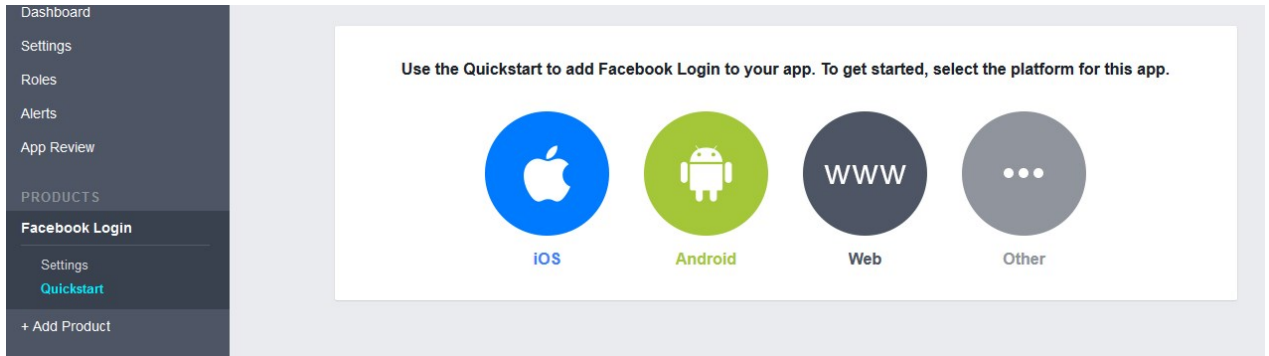 Dashboard
Settings
Roles
Alerts
App Review
PRODUCTS
Facebook Login
Settings
Quickstart
+ Add Product
Use the Quickstart to add Facebook Login to your app. To get started, select the platform for this app.
www
iOS
Android
Web
Other